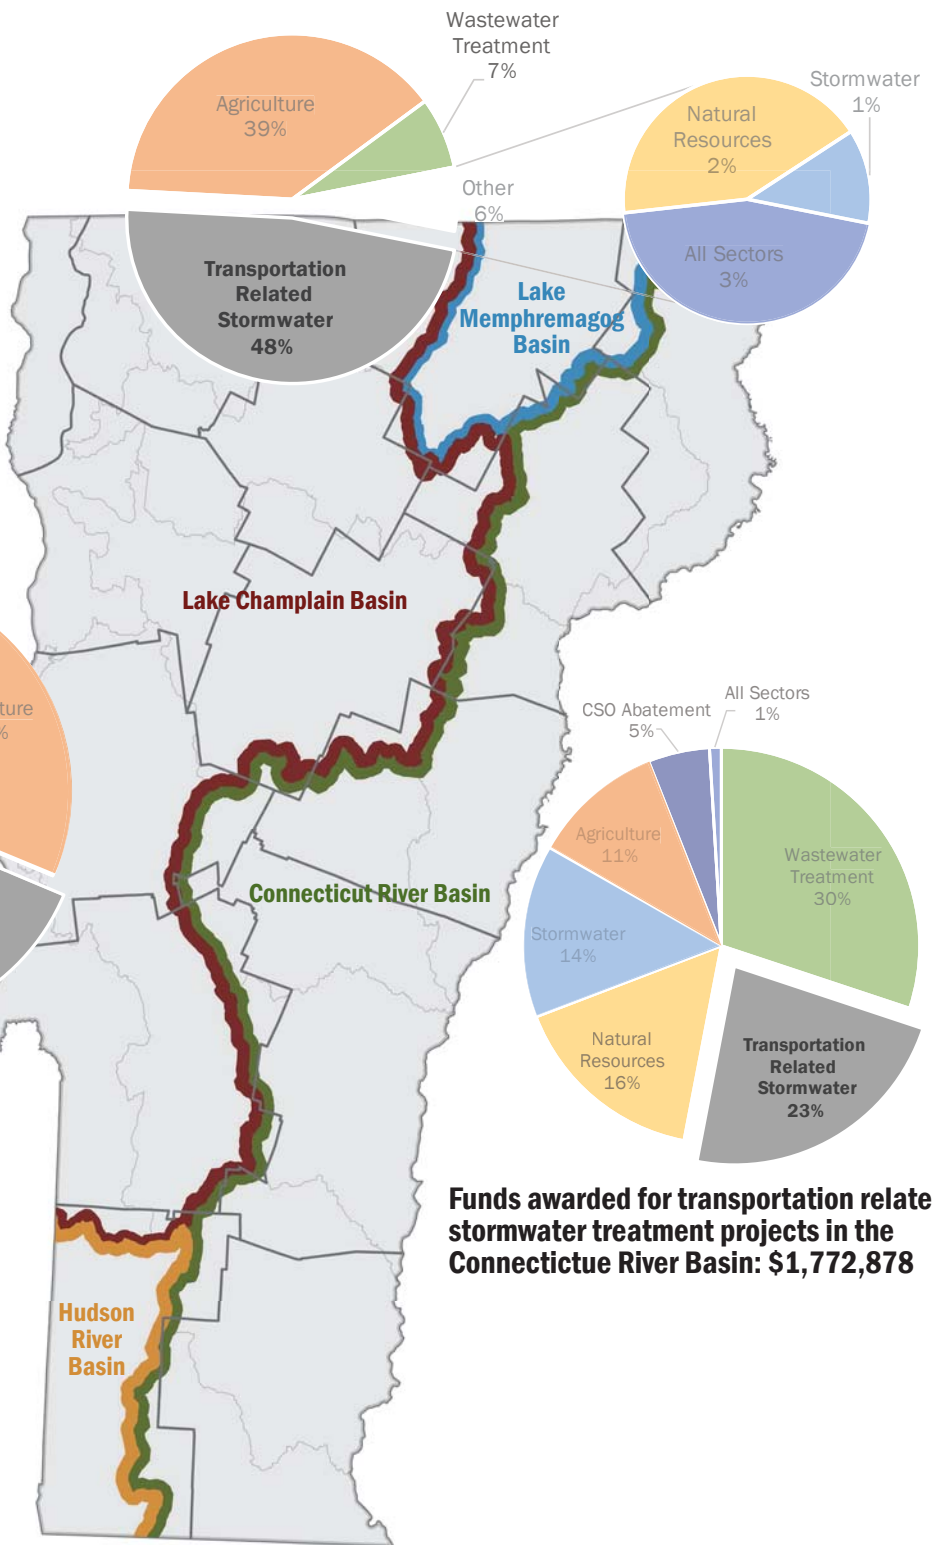 Wastewater
Treatment
7%
Agriculture
39%
Other
6%
Transportation
Related
Stormwater
48%
Natural
Resources
2%
Stormwater
1%
All Sectors
3%
Lake
Memphremagog
Basin
Lake Champlain Basin
ture
%
CSO Abatement
5%
All Sectors
1%
Agriculture
11%
Wastewater
Treatment
30%
Connecticut River Basin
Stormwater
14%
Natural
Resources
16%
Transportation
Related
Stormwater
23%
Funds awarded for transportation relate
stormwater treatment projects in the
Connectictue River Basin: $1,772,878
Hudson
River
Basin